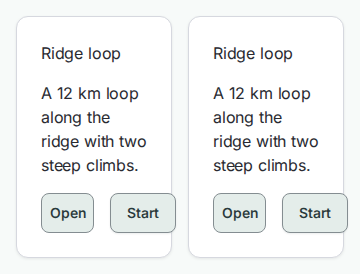 Ridge loop
A 12 km loop
along the
ridge with two
steep climbs.
Open
Start
Ridge loop
A 12 km loop
along the
ridge with two
steep climbs.
Open
Start